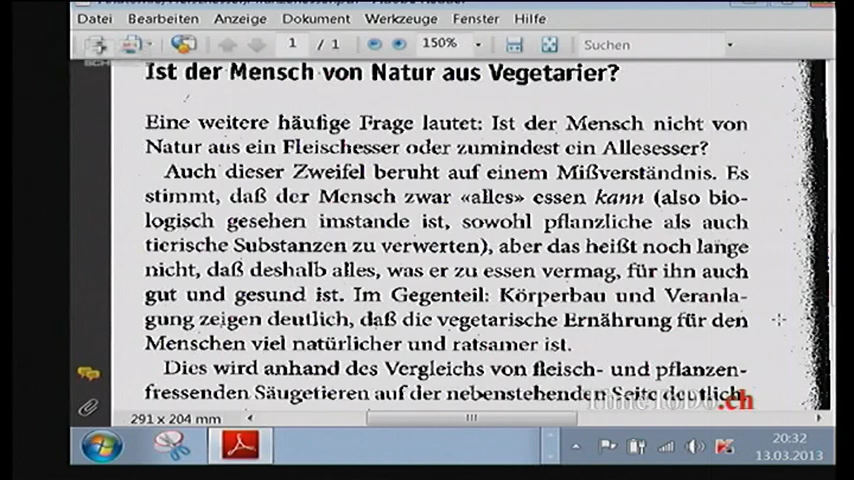 Datei Bearbeiten Anzeige Dokument Werkzeuge Fenster Hilfe
1 / 1 150% Suchen
Ist der Mensch von Natur aus Vegetarier?
Eine weitere häufige Frage lautet: Ist der Mensch nicht von
Natur aus ein Fleischesser oder zumindest ein Allesesser?
Auch dieser Zweifel beruht auf einem Mißverständnis. Es
stimmt, daß der Mensch zwar «alles» essen kann (also bio-
logisch gesehen imstande ist, sowohl pflanzliche als auch
tierische Substanzen zu verwerten), aber das heißt noch lange
nicht, daß deshalb alles, was er zu essen vermag, für ihn auch
gut und gesund ist. Im Gegenteil: Körperbau und Veranla-
gung zeigen deutlich, daß die vegetarische Ernährung für den
Menschen viel natürlicher und ratsamer ist.
Dies wird anhand des Vergleichs von fleisch- und pflanzen-
fressenden Säugetieren auf der nebenstehenden Seite deutlich.
TimeToDo.ch
291 x 204 mm
20:32
13.03.2013